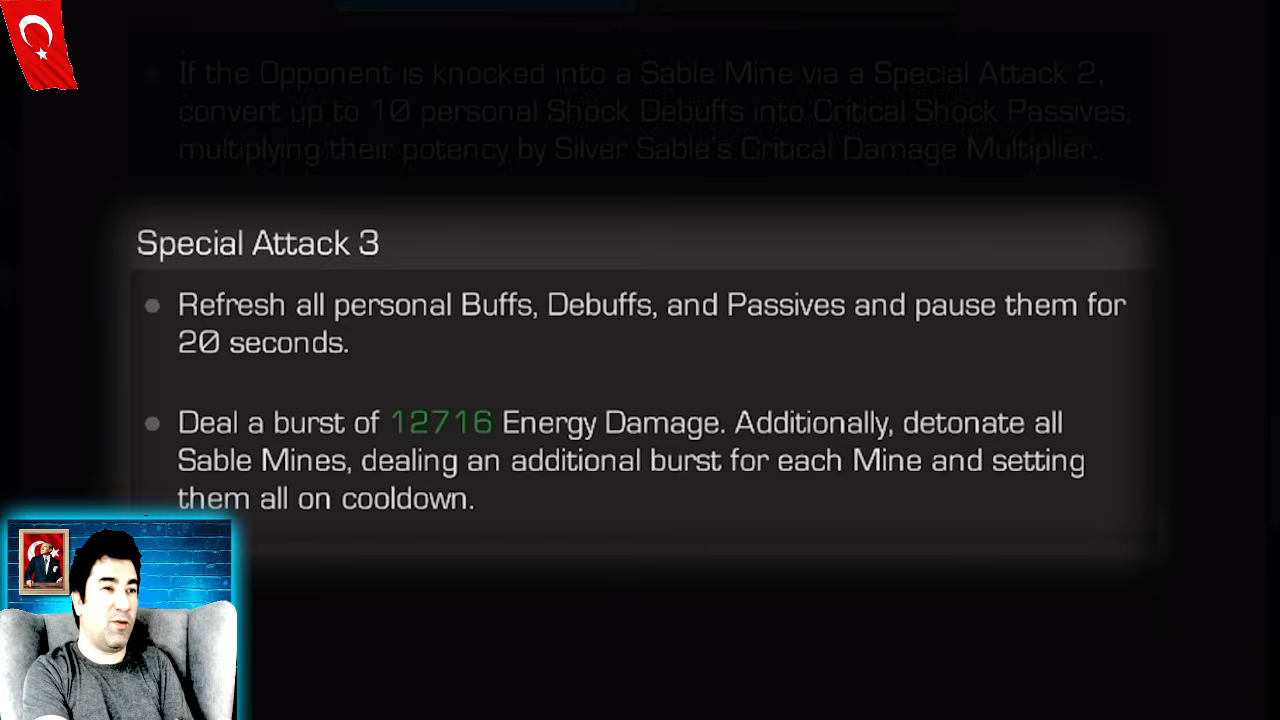 If the Opponent is knocked into a Sable Mine via a Special Attack 2,
convert up to 10 personal Shock Debuffs into Critical Shock Passives,
multiplying their potency by Silver Sable's Critical Damage Multiplier.
Special Attack 3
Refresh all personal Buffs, Debuffs, and Passives and pause them for
20 seconds.
Deal a burst of 12716 Energy Damage. Additionally, detonate all
Sable Mines, dealing an additional burst for each Mine and setting
them all on cooldown.